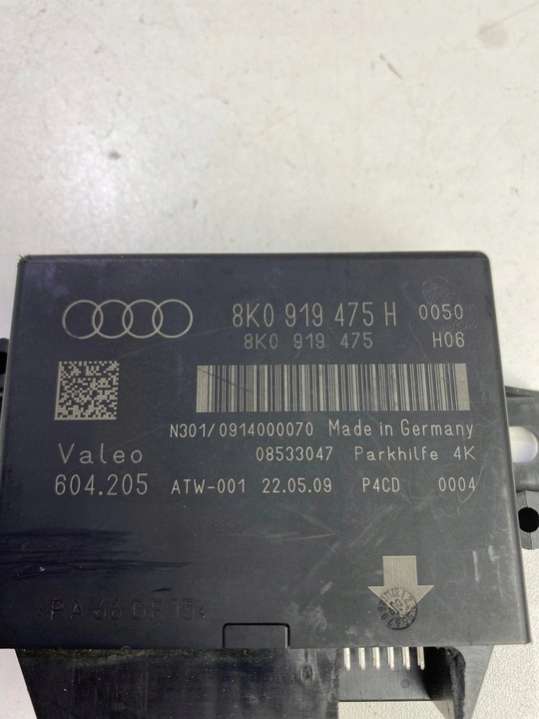 8K0 919 475 H 0050
8K0 919 475 H06
N301/0914000070 Made in Germany
Valeo 08533047 Parkhilfe 4K
604.205 ATW-001 22.05.09 P4CD 0004